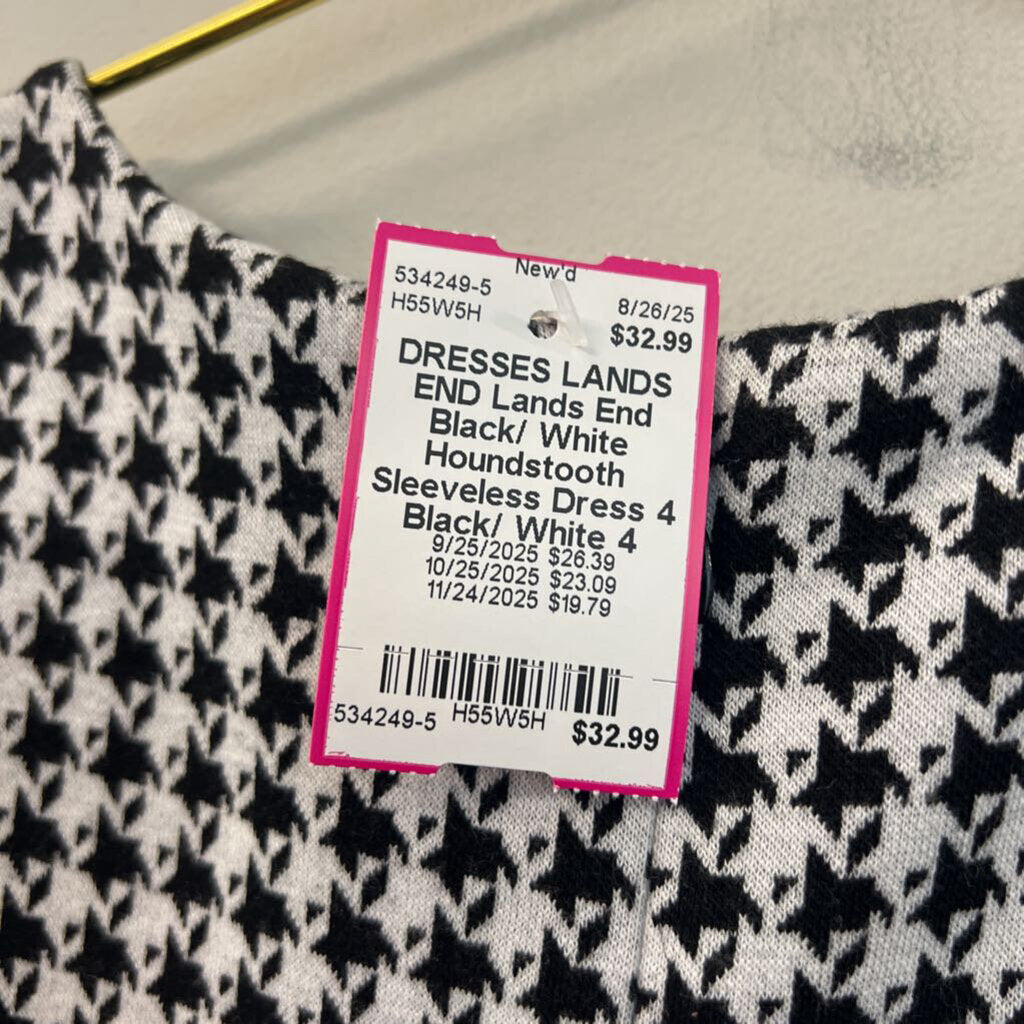 New'd
534249-5
8/26/25
H55W5H
$32.99
DRESSES LANDS
END Lands End
Black/ White
Houndstooth
Sleeveless Dress 4
Black/ White 4
9/25/2025 $26.39
10/25/2025 $23.09
11/24/2025 $19.79
534249-5 H55W5H $32.99